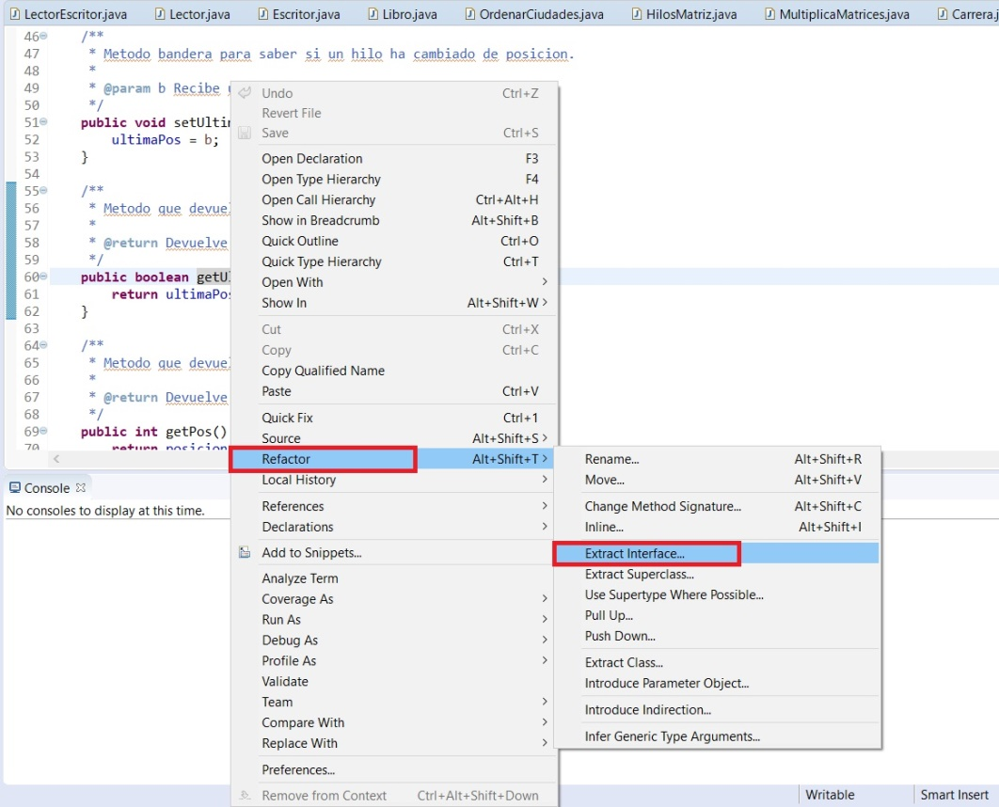 LectorEscritor.java Lector.java Escritor.java Libro.java OrdenarCiudades.java HilosMatriz.java MultiplicaMatrices.java Carrera.j
46 /**
47 * Metodo bandera para saber si un hilo ha cambiado de posicion.
48 *
49 * @param b Recibe
50 */
51 public void setUltim
52 ultimaPos = b;
53 }
54
55 /**
56 * Metodo que devuel
57 *
58 * @return Devuelve
59 */
60 public boolean getUl
61 return ultimaPos
62 }
63
64 /**
65 * Metodo que devuel
66 *
67 * @return Devuelve
68 */
69 public int getPos()
70 return posicion
Undo Ctrl+Z
Revert File
Save Ctrl+S
Open Declaration F3
Open Type Hierarchy F4
Open Call Hierarchy Ctrl+Alt+H
Show in Breadcrumb Alt+Shift+B
Quick Outline Ctrl+O
Quick Type Hierarchy Ctrl+T
Open With >
Show In Alt+Shift+W >
Cut Ctrl+X
Copy Ctrl+C
Copy Qualified Name
Paste Ctrl+V
Quick Fix Ctrl+1
Source Alt+Shift+S >
Refactor Alt+Shift+T >
Local History >
References >
Declarations >
Add to Snippets...
Analyze Term
Coverage As >
Run As >
Debug As >
Profile As >
Validate
Team >
Compare With >
Replace With >
Preferences...
Remove from Context Ctrl+Alt+Shift+Down
Rename... Alt+Shift+R
Move... Alt+Shift+V
Change Method Signature... Alt+Shift+C
Inline... Alt+Shift+I
Extract Interface...
Extract Superclass...
Use Supertype Where Possible...
Pull Up...
Push Down...
Extract Class...
Introduce Parameter Object...
Introduce Indirection...
Infer Generic Type Arguments...
Console
No consoles to display at this time.
Writable Smart Insert